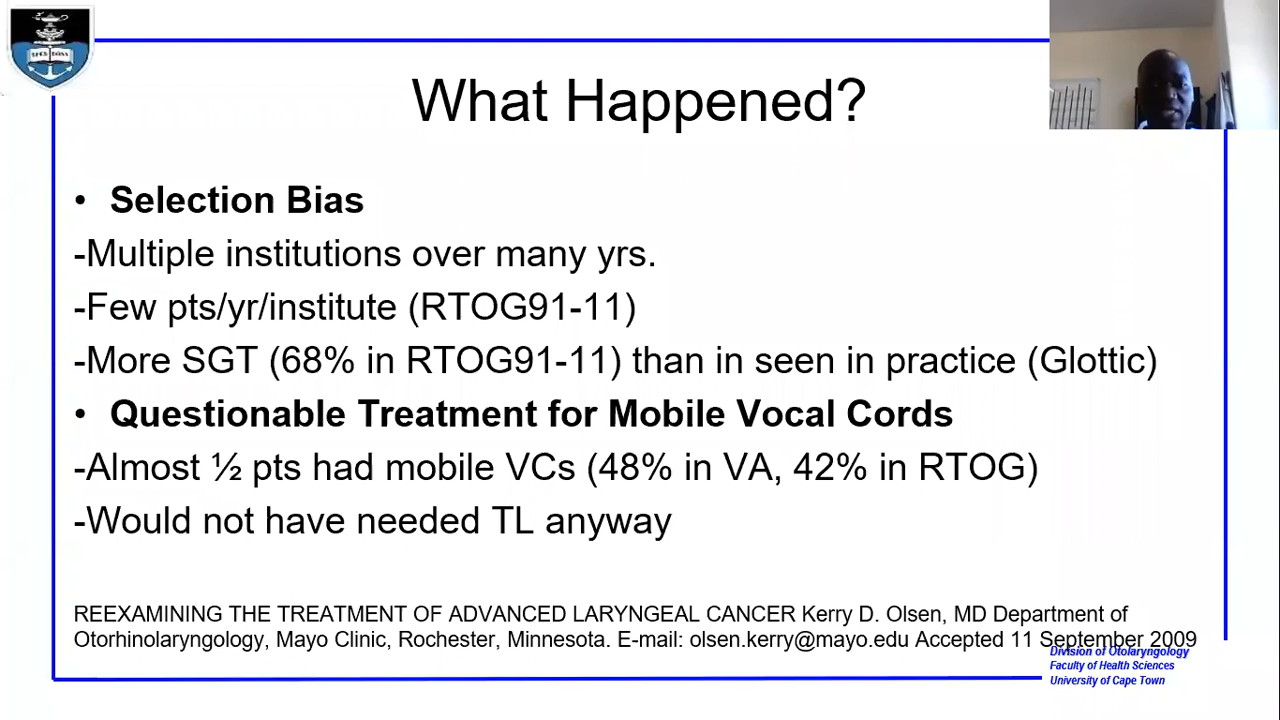 What Happened?
• Selection Bias
-Multiple institutions over many yrs.
-Few pts/yr/institute (RTOG91-11)
-More SGT (68% in RTOG91-11) than in seen in practice (Glottic)
• Questionable Treatment for Mobile Vocal Cords
-Almost ½ pts had mobile VCs (48% in VA, 42% in RTOG)
-Would not have needed TL anyway
REEXAMINING THE TREATMENT OF ADVANCED LARYNGEAL CANCER Kerry D. Olsen, MD Department of
Otorhinolaryngology, Mayo Clinic, Rochester, Minnesota. E-mail: olsen.kerry@mayo.edu Accepted 11 September 2009
Division of Otolaryngology
Faculty of Health Sciences
University of Cape Town